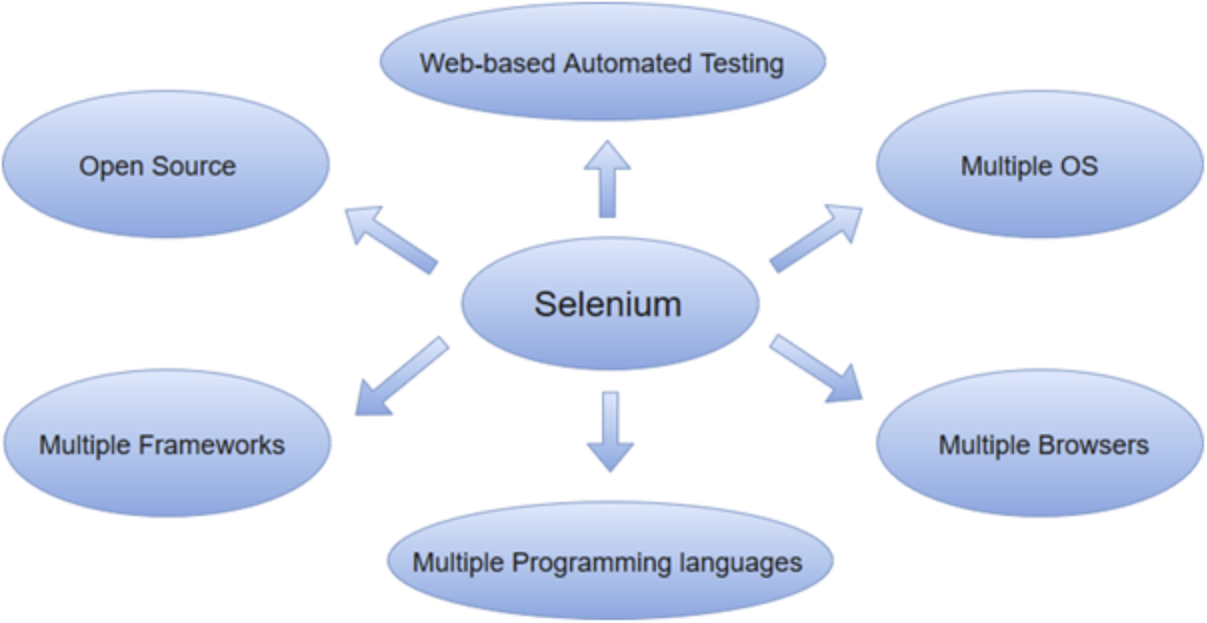 Web-based Automated Testing
Open Source
Multiple OS
Selenium
Multiple Frameworks
Multiple Browsers
Multiple Programming languages